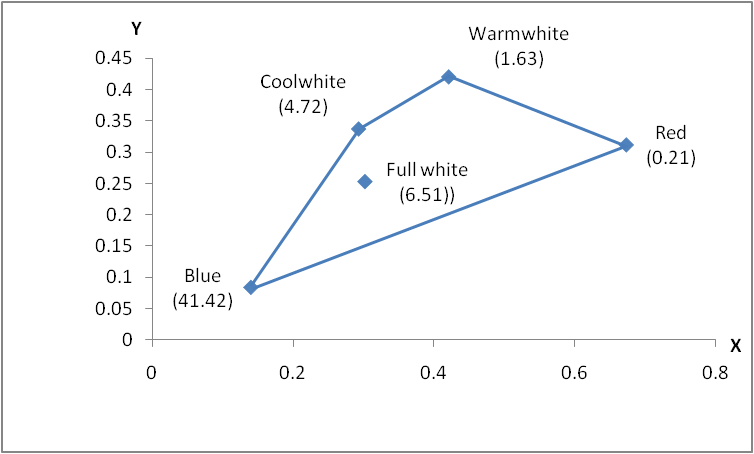 Y
Warmwhite
(1.63)
0.45
Coolwhite
(4.72)
0.4
0.35
Red
(0.21)
0.3
Full white
(6.51))
0.25
0.2
0.15
Blue
(41.42)
0.1
0.05
0
X
0
0.2
0.4
0.6
0.8